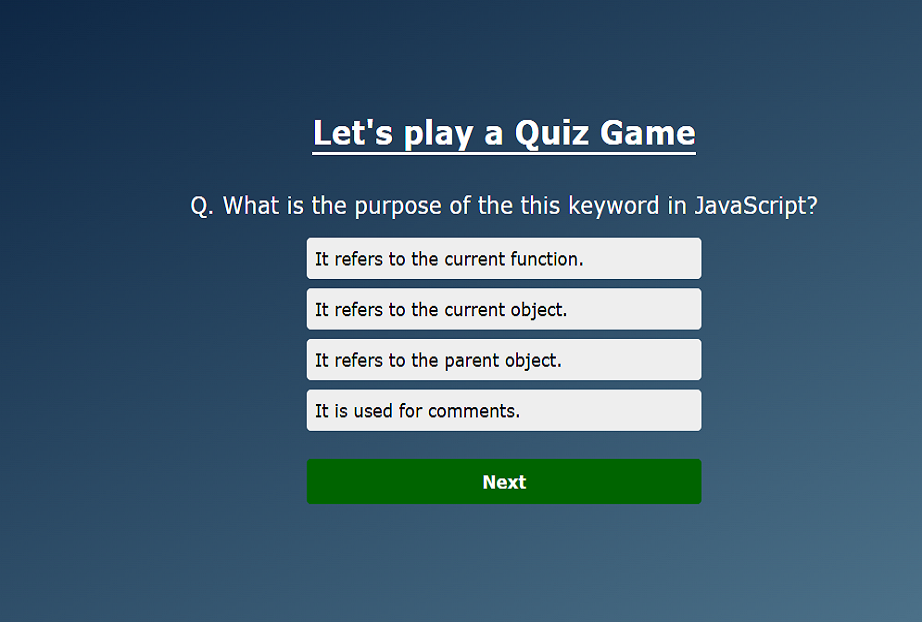 Let's play a Quiz Game
Q. What is the purpose of the this keyword in JavaScript?
It refers to the current function.
It refers to the current object.
It refers to the parent object.
It is used for comments.
Next